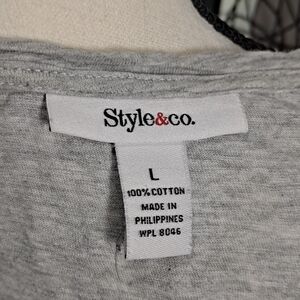 Style&co.
L
100% COTTON
MADE IN
PHILIPPINES
WPL 8046